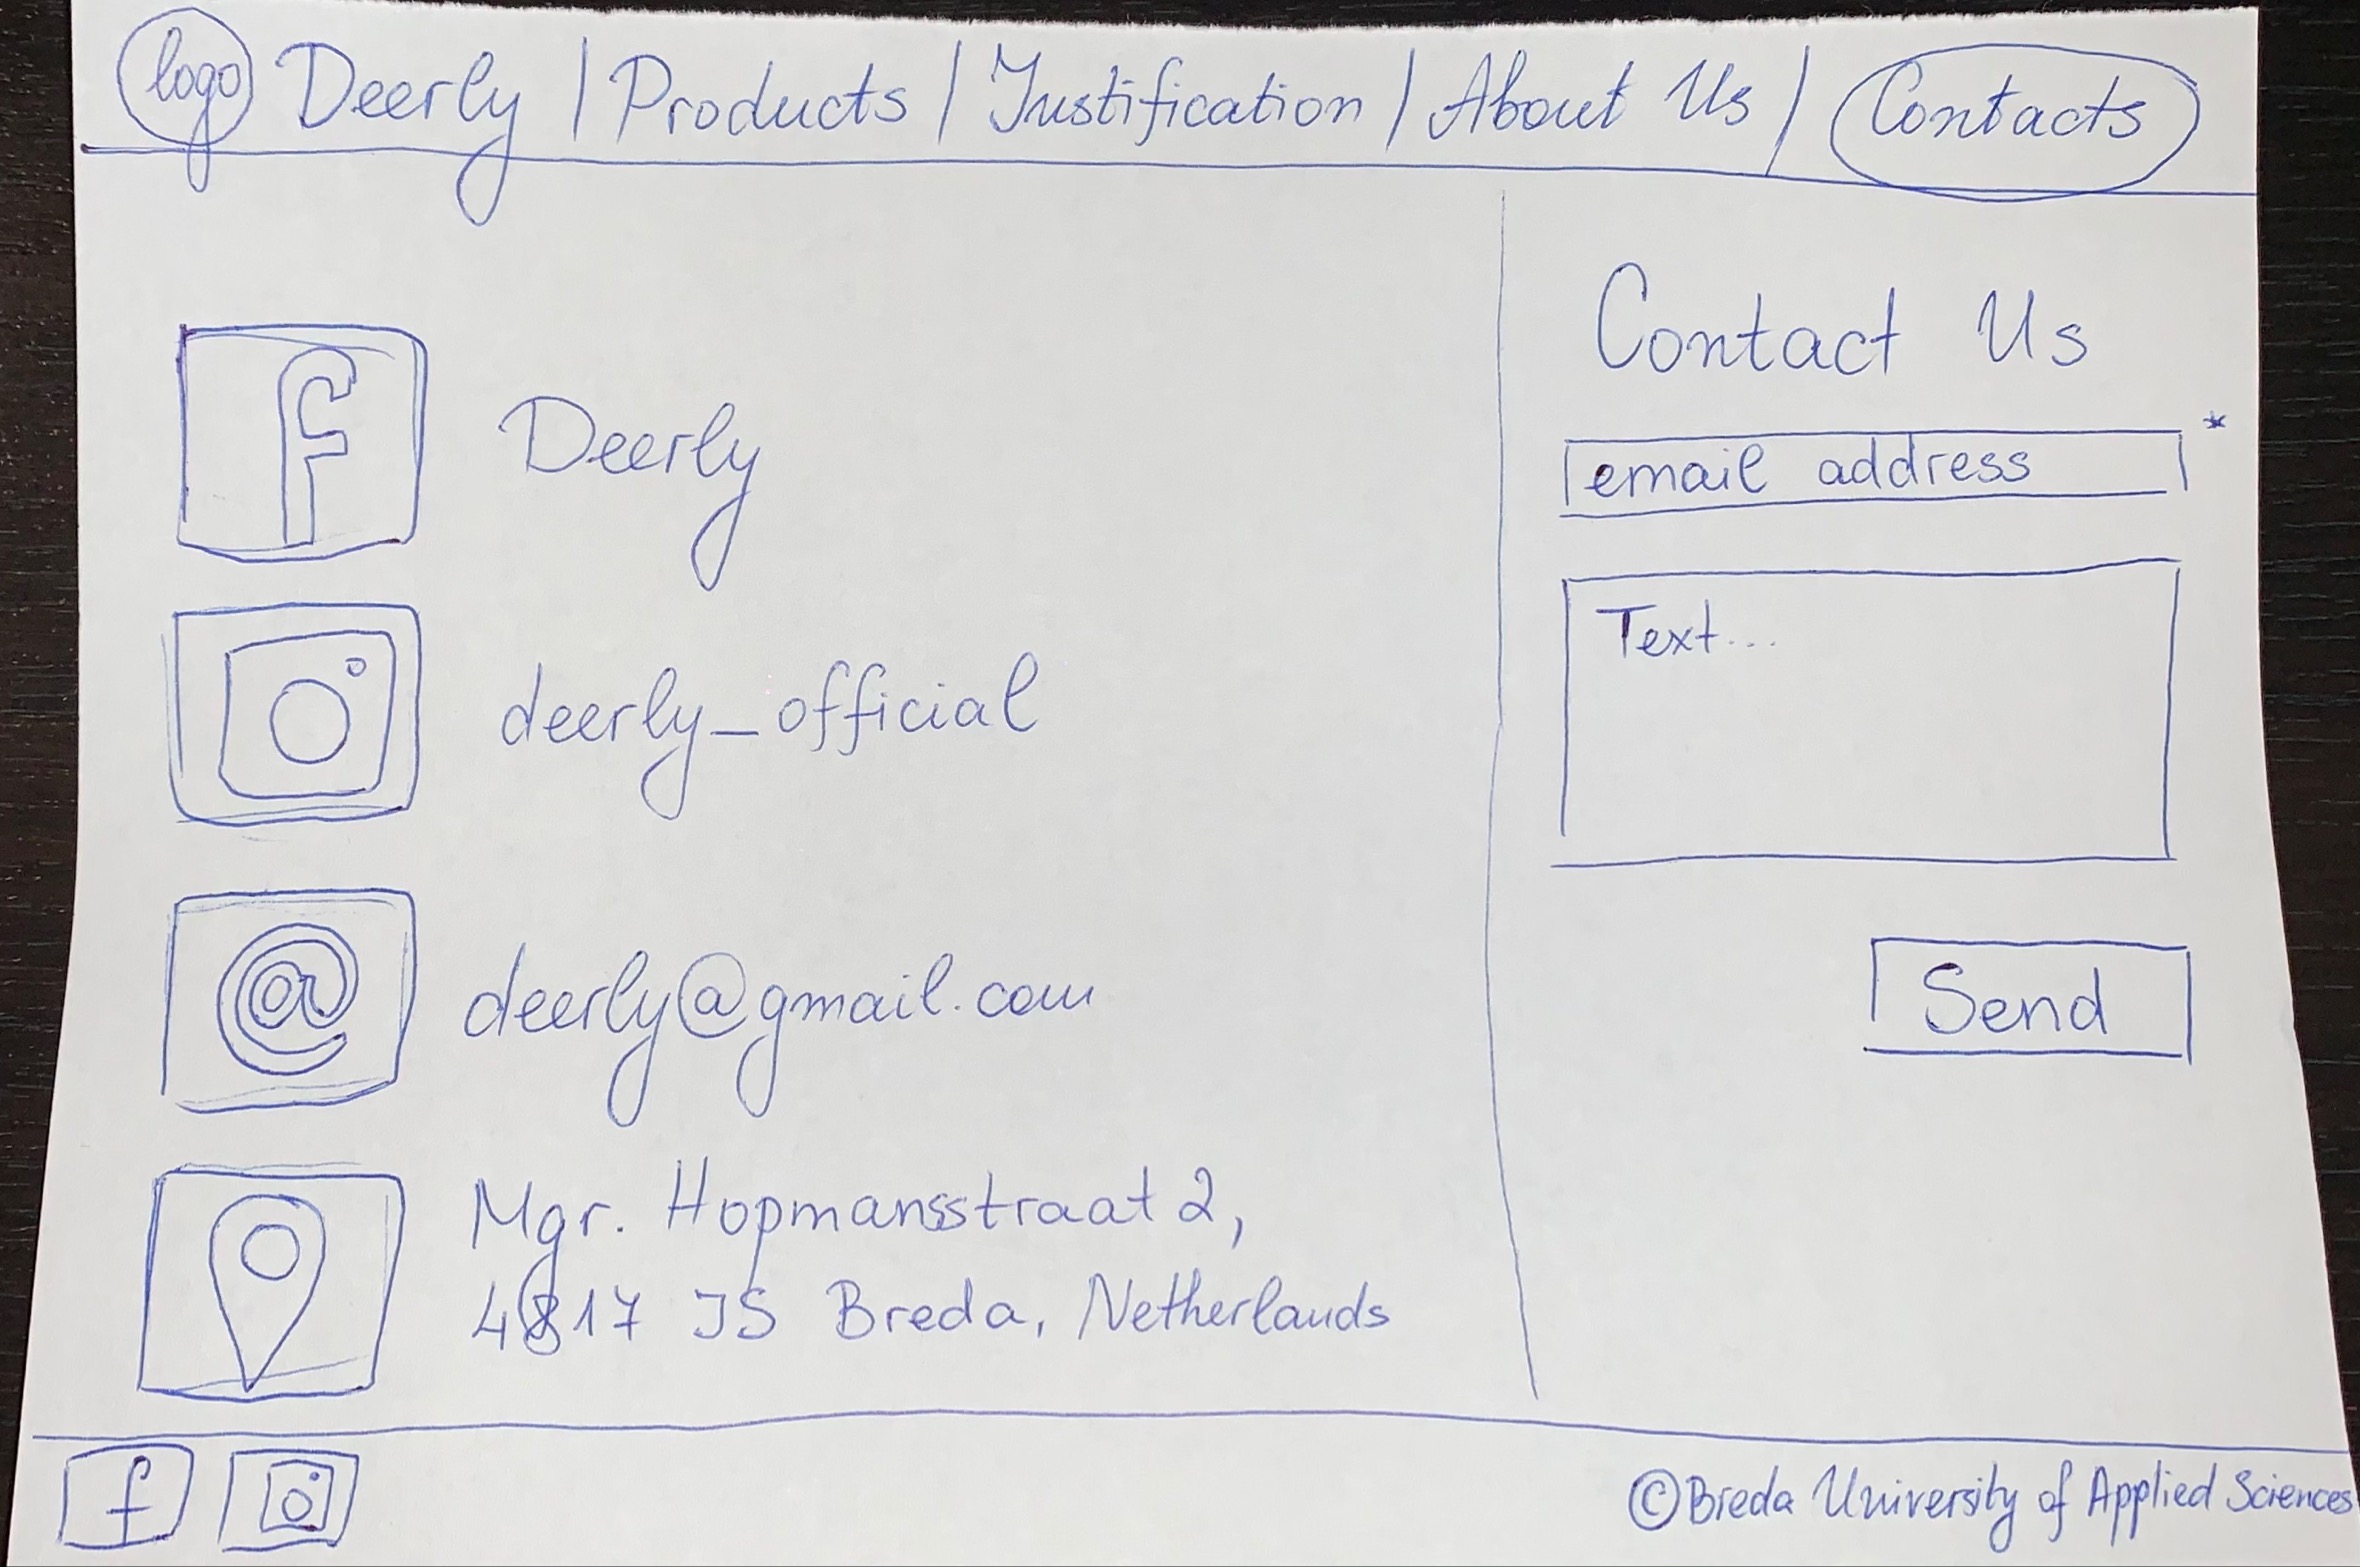 logo Deerly | Products | Justification | About Us | Contacts
Contact Us
f Deerly
email address *
deerly_official
Text...
@ deerly@gmail.com
Send
Mgr. Hopmansstraat 2,
4817 JS Breda, Netherlands
f
©Breda University of Applied Sciences